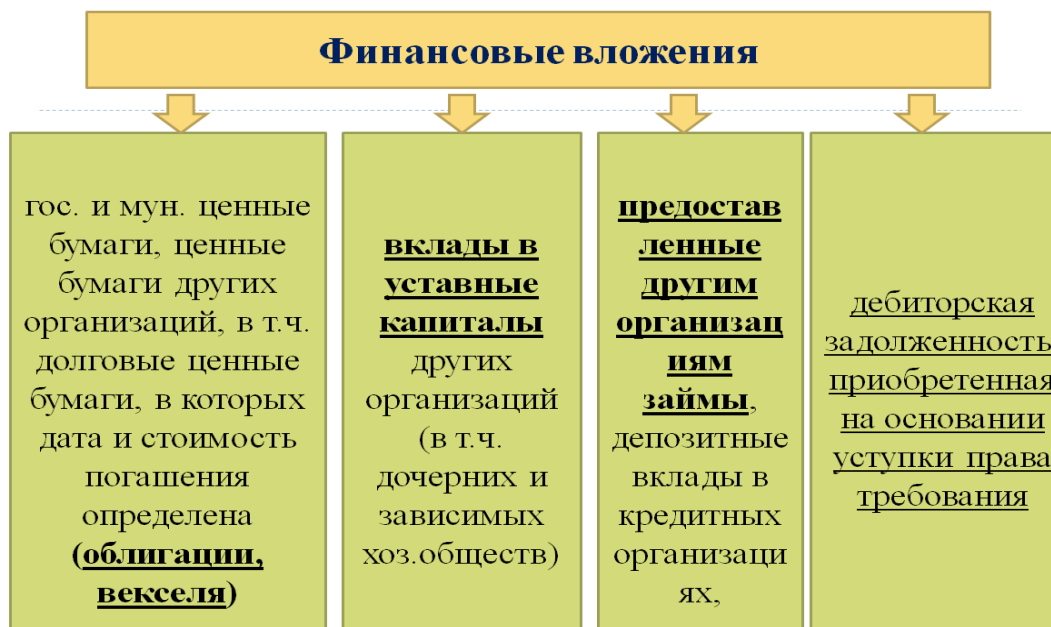 Финансовые вложения
гос. и мун. ценные
бумаги, ценные
бумаги других
организаций, в т.ч.
долговые ценные
бумаги, в которых
дата и стоимость
погашения
определена
(облигации,
векселя)
вклады в
уставные
капиталы
других
организаций
(в т.ч.
дочерних и
зависимых
хоз.обществ)
предостав
ленные
другим
организац
иям
займы,
депозитные
вклады в
кредитных
организаци
ях,
дебиторская
задолженность
приобретенная
на основании
уступки права
требования